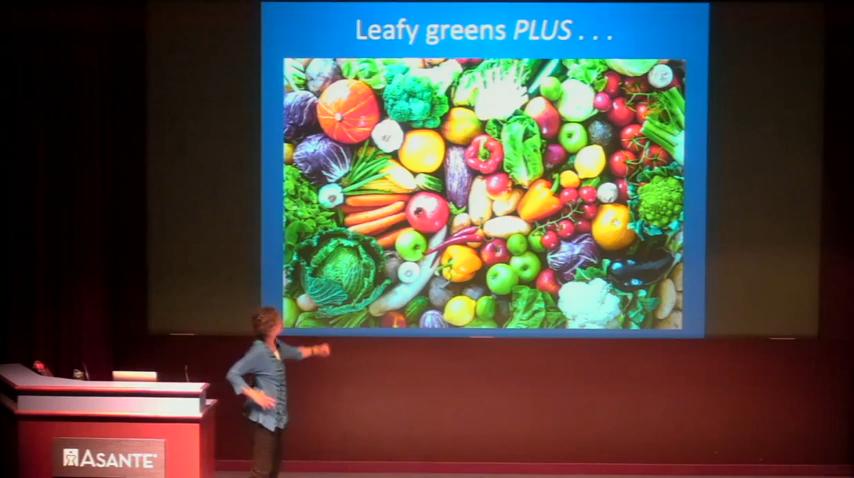 Leafy greens PLUS . . .
ASANTE